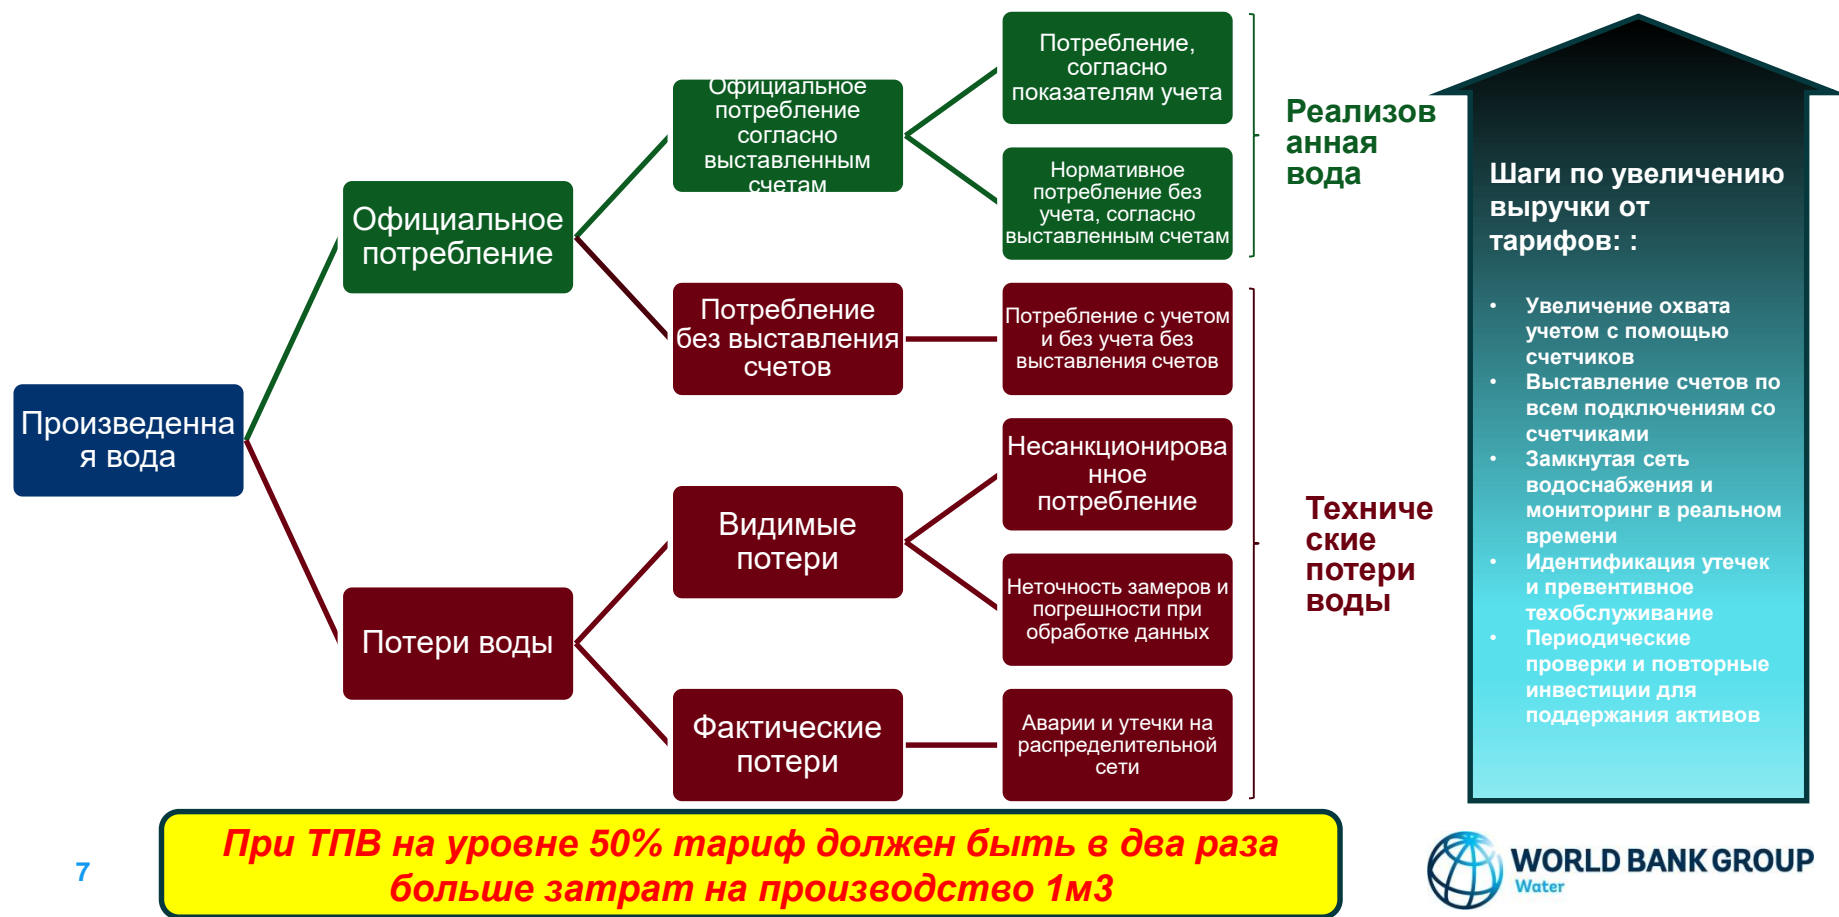 Произведенна
я вода
Официальное
потребление
Потери воды
Официальное
потребление
согласно
выставленным
счетам
Потребление
без выставления
счетов
Видимые
потери
Фактические
потери
Потребление,
согласно
показателям учета
Нормативное
потребление без
учета, согласно
выставленным счетам
Потребление с учетом
и без учета без
выставления счетов
Несанкционирова
нное
потребление
Неточность замеров и
погрешности при
обработке данных
Аварии и утечки на
распределительной
сети
Реализов
анная
вода
Техниче
ские
потери
воды
Шаги по увеличению
выручки от
тарифов: :
• Увеличение охвата
учетом с помощью
счетчиков
• Выставление счетов по
всем подключениям со
счетчиками
• Замкнутая сеть
водоснабжения и
мониторинг в реальном
времени
• Идентификация утечек
и превентивное
техобслуживание
• Периодические
проверки и повторные
инвестиции для
поддержания активов
При ТПВ на уровне 50% тариф должен быть в два раза
больше затрат на производство 1м3
7
WORLD BANK GROUP
Water